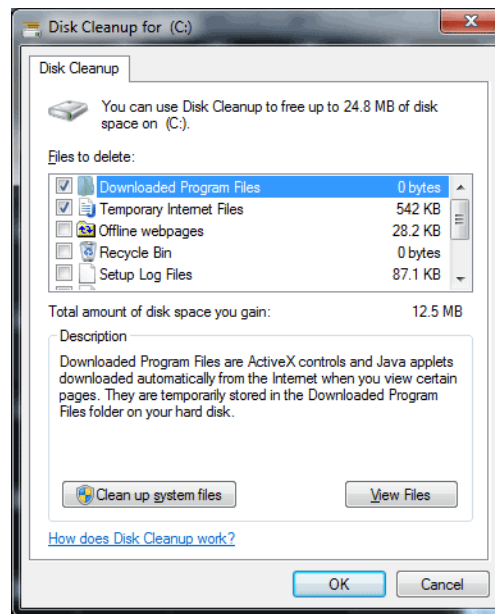 Disk Cleanup for (C:)
Disk Cleanup
You can use Disk Cleanup to free up to 24.8 MB of disk
space on (C:).
Files to delete:
Downloaded Program Files 0 bytes
Temporary Internet Files 542 KB
Offline webpages 28.2 KB
Recycle Bin 0 bytes
Setup Log Files 87.1 KB
Total amount of disk space you gain: 12.5 MB
Description
Downloaded Program Files are ActiveX controls and Java applets
downloaded automatically from the Internet when you view certain
pages. They are temporarily stored in the Downloaded Program
Files folder on your hard disk.
Clean up system files View Files
How does Disk Cleanup work?
OK Cancel